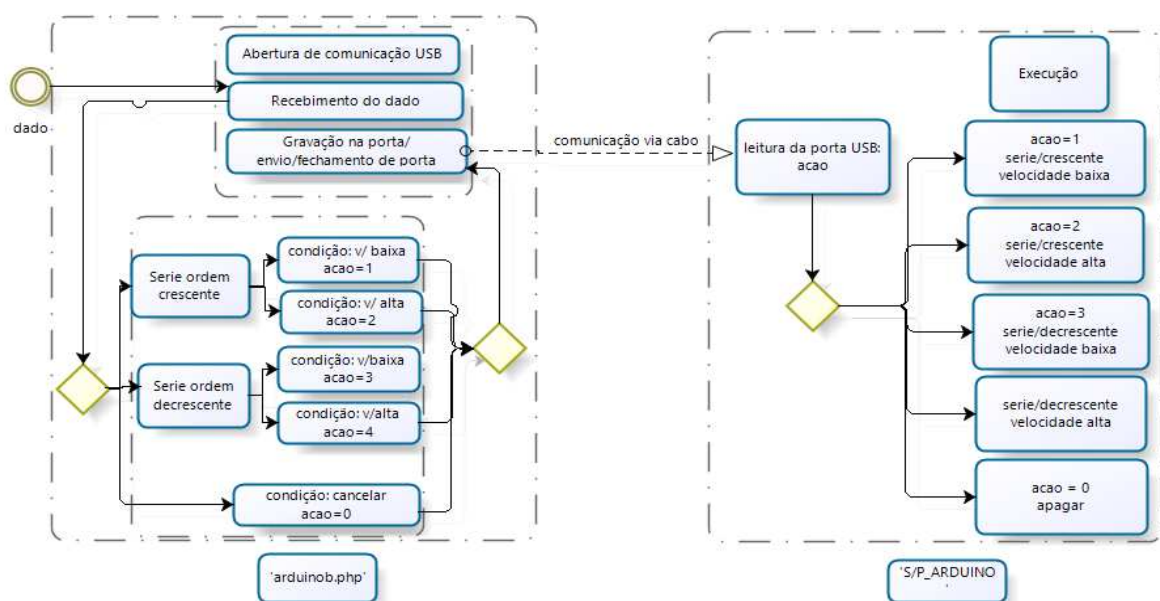 dado
Abertura de comunicação USB
Recebimento do dado
Gravação na porta/
envio/fechamento de porta
Serie ordem
crescente
condição: v/ baixa
acao=1
condição: v/ alta
acao=2
Serie ordem
decrescente
condição: v/baixa
acao=3
condição: v/alta
acao=4
condição: cancelar
acao=0
'arduinob.php'
comunicação via cabo
leitura da porta USB:
acao
Execução
acao=1
serie/crescente
velocidade baixa
acao=2
serie/crescente
velocidade alta
acao=3
serie/decrescente
velocidade baixa
serie/decrescente
velocidade alta
acao = 0
apagar
'S/P_ARDUINO
'